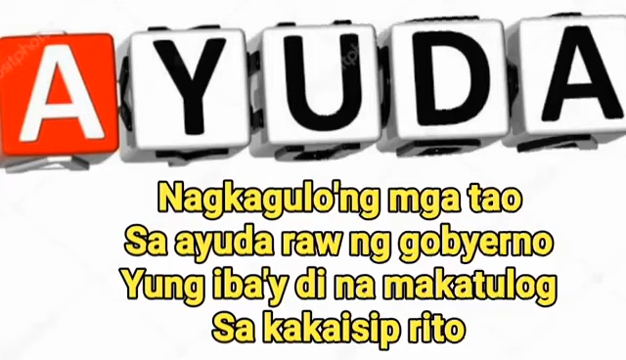 AYUDA
Nagkagulo'ng mga tao
Sa ayuda raw ng gobyerno
Yung iba'y di na makatulog
Sa kakaisip rito